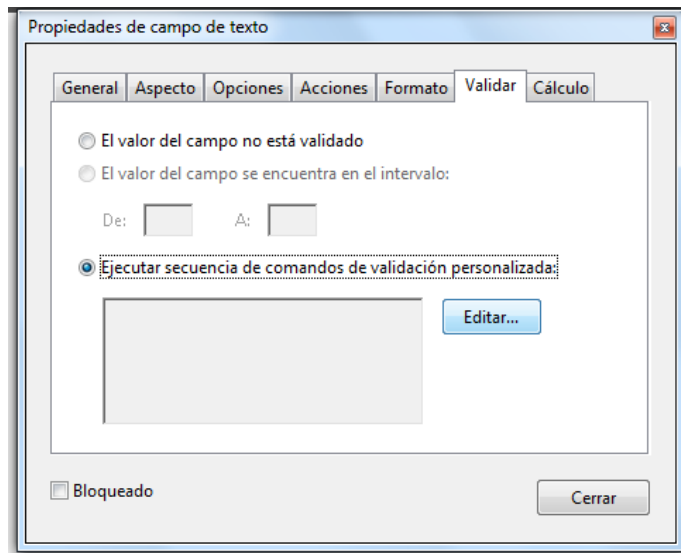 Propiedades de campo de texto
General Aspecto Opciones Acciones Formato Validar Cálculo
El valor del campo no está validado
El valor del campo se encuentra en el intervalo:
De: A:
Ejecutar secuencia de comandos de validación personalizada:
Editar...
Bloqueado
Cerrar